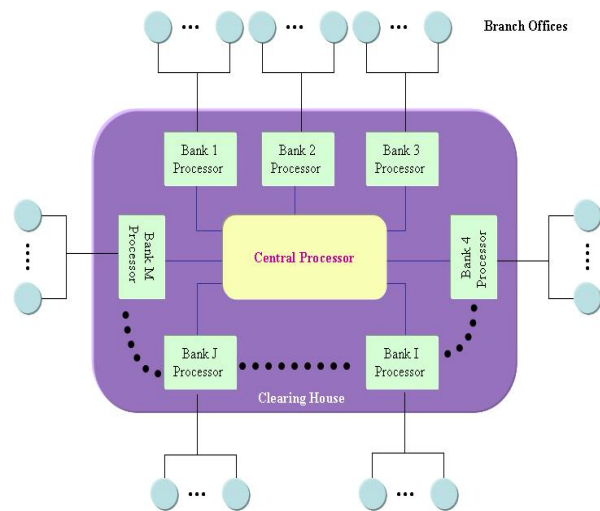 Branch Offices
Bank 1
Processor
Bank 2
Processor
Bank 3
Processor
Bank M
Processor
Central Processor
Bank 4
Processor
Bank J
Processor
Bank I
Processor
Clearing House